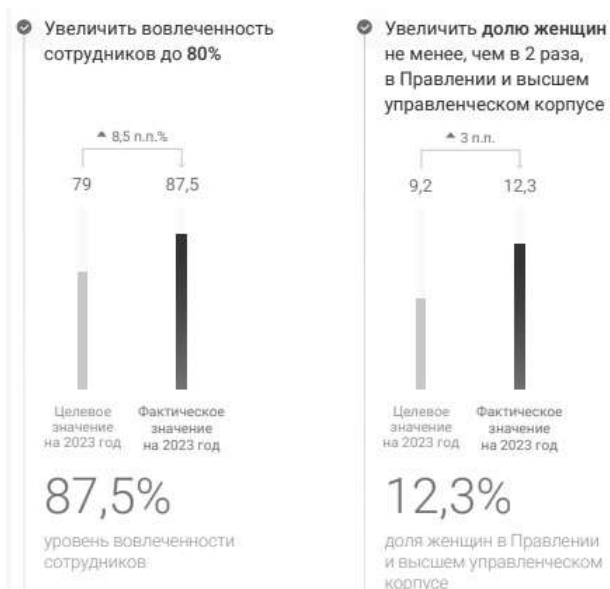 Увеличить вовлеченность
сотрудников до 80%
▲ 8,5 п.п.%
79
87,5
Целевое
значение
на 2023 год
Фактическое
значение
на 2023 год
87,5%
уровень вовлеченности
сотрудников
Увеличить долю женщин
не менее, чем в 2 раза,
в Правлении и высшем
управленческом корпусе
▲ 3 п.п.
9,2
12,3
Целевое
значение
на 2023 год
Фактическое
значение
на 2023 год
12,3%
доля женщин в Правлении
и высшем управленческом
корпусе